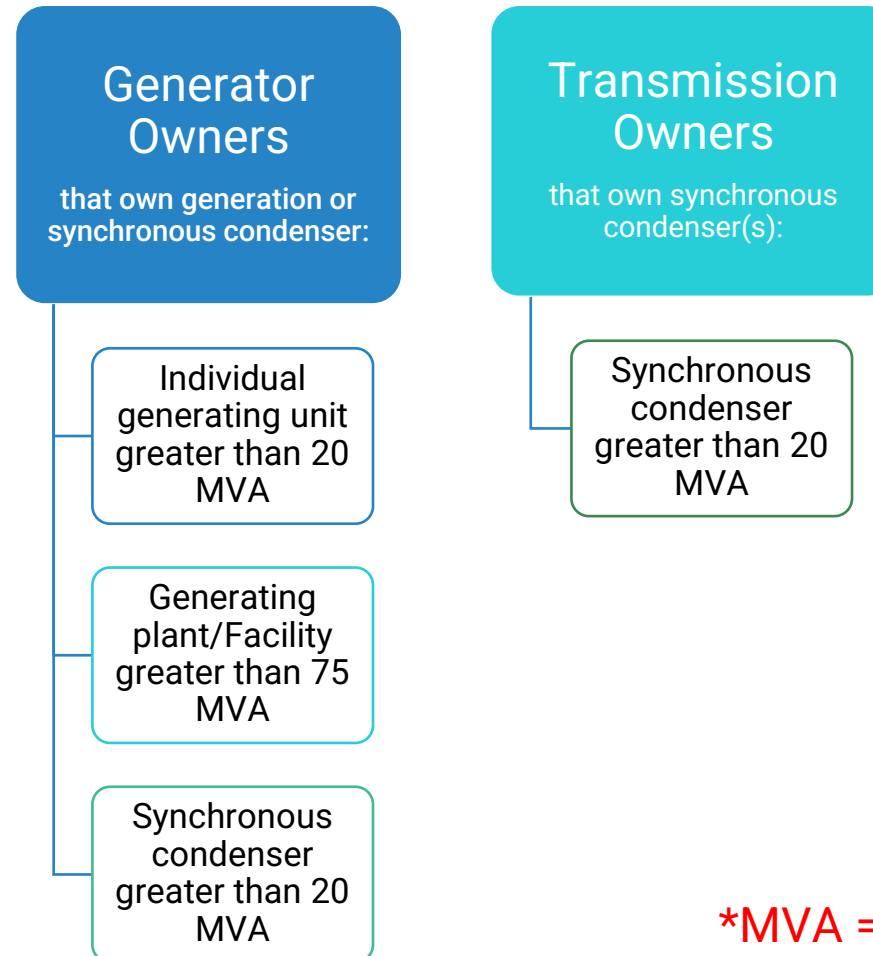 Generator
Owners
that own generation or
synchronous condenser:
Individual
generating unit
greater than 20
MVA
Generating
plant/Facility
greater than 75
MVA
Synchronous
condenser
greater than 20
MVA
Transmission
Owners
that own synchronous
condenser(s):
Synchronous
condenser
greater than 20
MVA
*MVA =